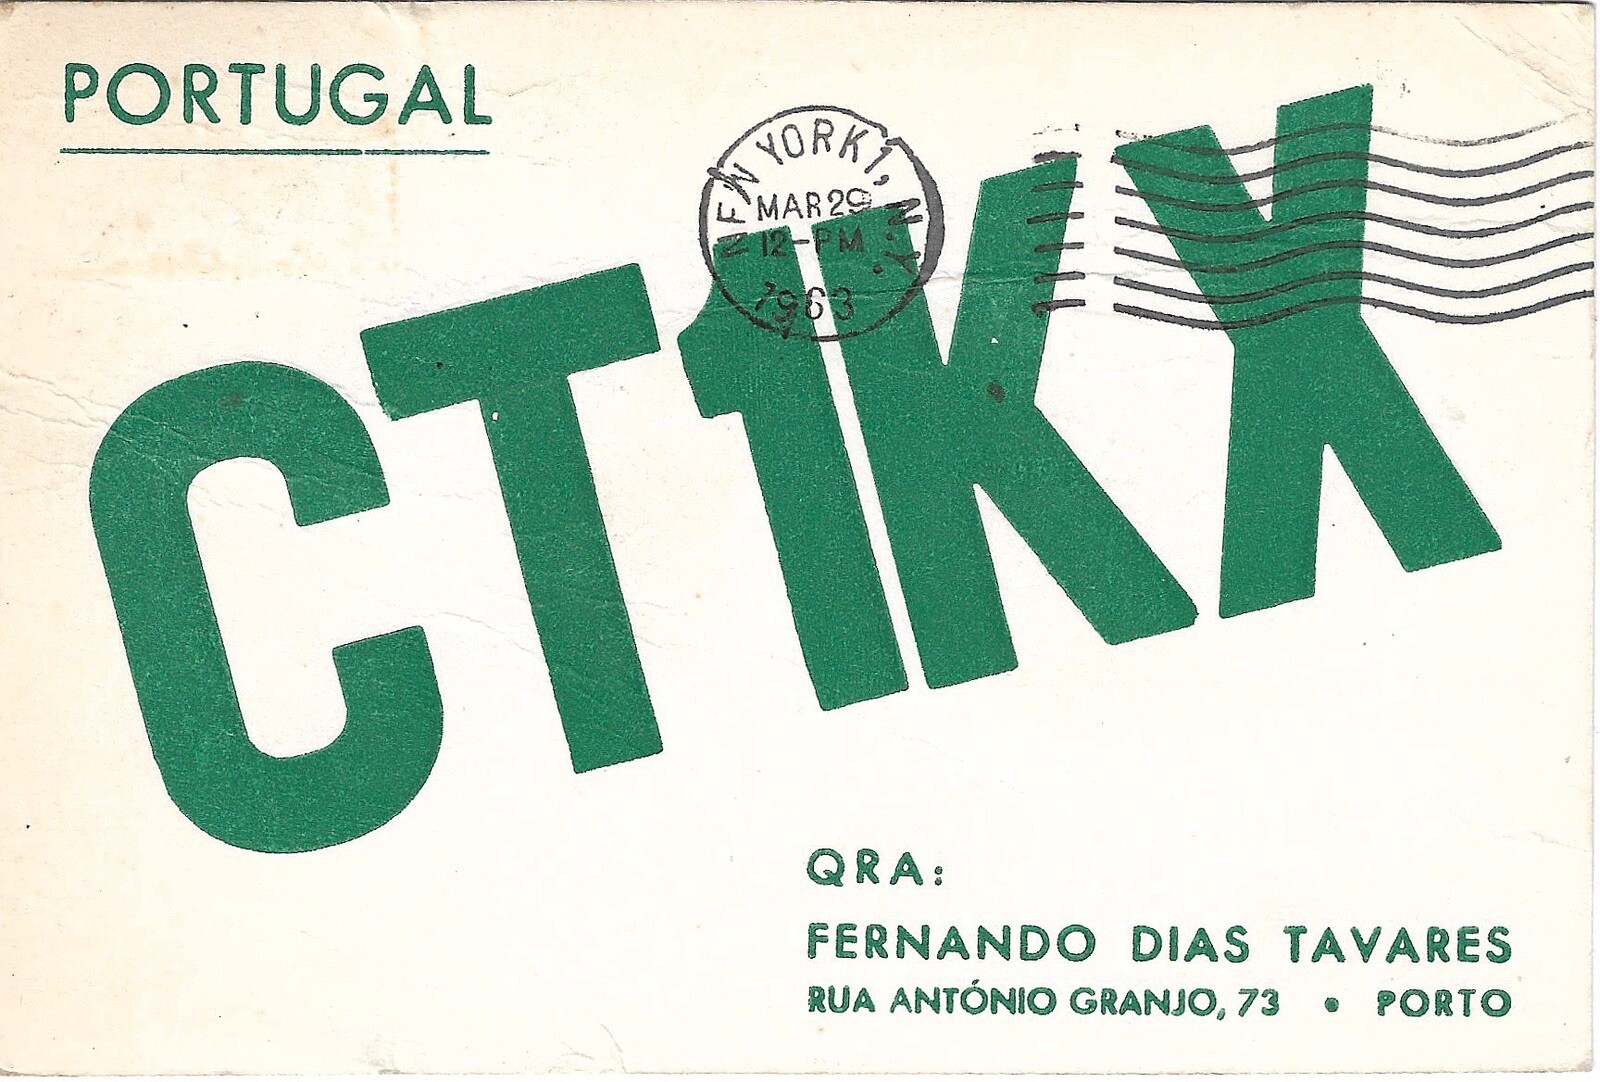 PORTUGAL
NEW YORK 1, N.Y.
MAR 29
12-PM
1963
CT1KX
QRA:
FERNANDO DIAS TAVARES
RUA ANTÓNIO GRANJO, 73 • PORTO